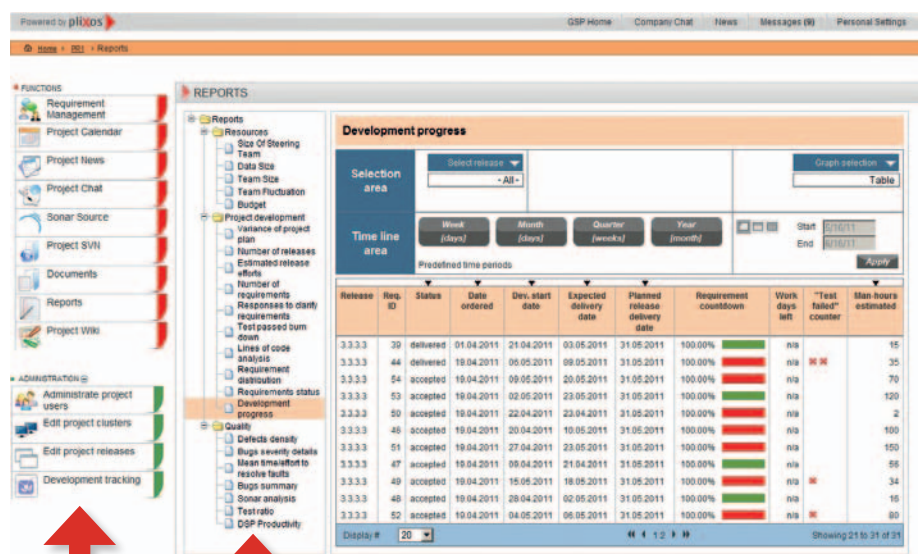 Powered by plixos
GSP Home Company Chat News Messages (9) Personal Settings
Home › PD1 › Reports
FUNCTIONS
Requirement
Management
Project Calendar
Project News
Project Chat
Sonar Source
Project SVN
Documents
Reports
Project Wiki
ADMINISTRATION
Administrate project
users
Edit project clusters
Edit project releases
Development tracking
REPORTS
Reports
Resources
Size Of Steering
Team
Data Size
Team Size
Team Fluctuation
Budget
Project development
Variance of project
plan
Number of releases
Estimated release
efforts
Number of
requirements
Responses to clarify
requirements
Test passed burn
down
Lines of code
analysis
Requirement
distribution
Requirements status
Development
progress
Quality
Defects density
Bugs severity details
Mean time/effort to
resolve faults
Bugs summary
Sonar analysis
Test ratio
DSP Productivity
Development progress
Selection
area
Select release
- All -
Graph selection
Table
Time line
area
Week
[days]
Month
[days]
Quarter
[weeks]
Year
[month]
Predefined time periods
Start 5/16/11
End 6/16/11
Apply
Release Req. ID Status Date ordered Dev. start date Expected delivery date Planned release delivery date Requirement countdown Work days left "Test failed" counter Man-hours estimated
3.3.3.3 39 delivered 01.04.2011 21.04.2011 03.05.2011 31.05.2011 100.00% n/a 15
3.3.3.3 44 delivered 19.04.2011 05.05.2011 09.05.2011 31.05.2011 100.00% n/a 35
3.3.3.3 54 accepted 19.04.2011 09.05.2011 20.05.2011 31.05.2011 100.00% n/a 70
3.3.3.3 53 accepted 19.04.2011 02.05.2011 23.05.2011 31.05.2011 100.00% n/a 120
3.3.3.3 50 accepted 19.04.2011 22.04.2011 23.04.2011 31.05.2011 100.00% n/a 2
3.3.3.3 46 accepted 19.04.2011 20.04.2011 10.05.2011 31.05.2011 100.00% n/a 100
3.3.3.3 51 accepted 19.04.2011 27.04.2011 23.05.2011 31.05.2011 100.00% n/a 150
3.3.3.3 47 accepted 19.04.2011 09.04.2011 21.04.2011 31.05.2011 100.00% n/a 56
3.3.3.3 49 accepted 19.04.2011 15.05.2011 18.05.2011 31.05.2011 100.00% n/a 34
3.3.3.3 48 accepted 19.04.2011 28.04.2011 02.05.2011 31.05.2011 100.00% n/a 16
3.3.3.3 52 accepted 19.04.2011 04.05.2011 06.05.2011 31.05.2011 100.00% n/a 80
Display # 20 1 2 Showing 21 to 31 of 31